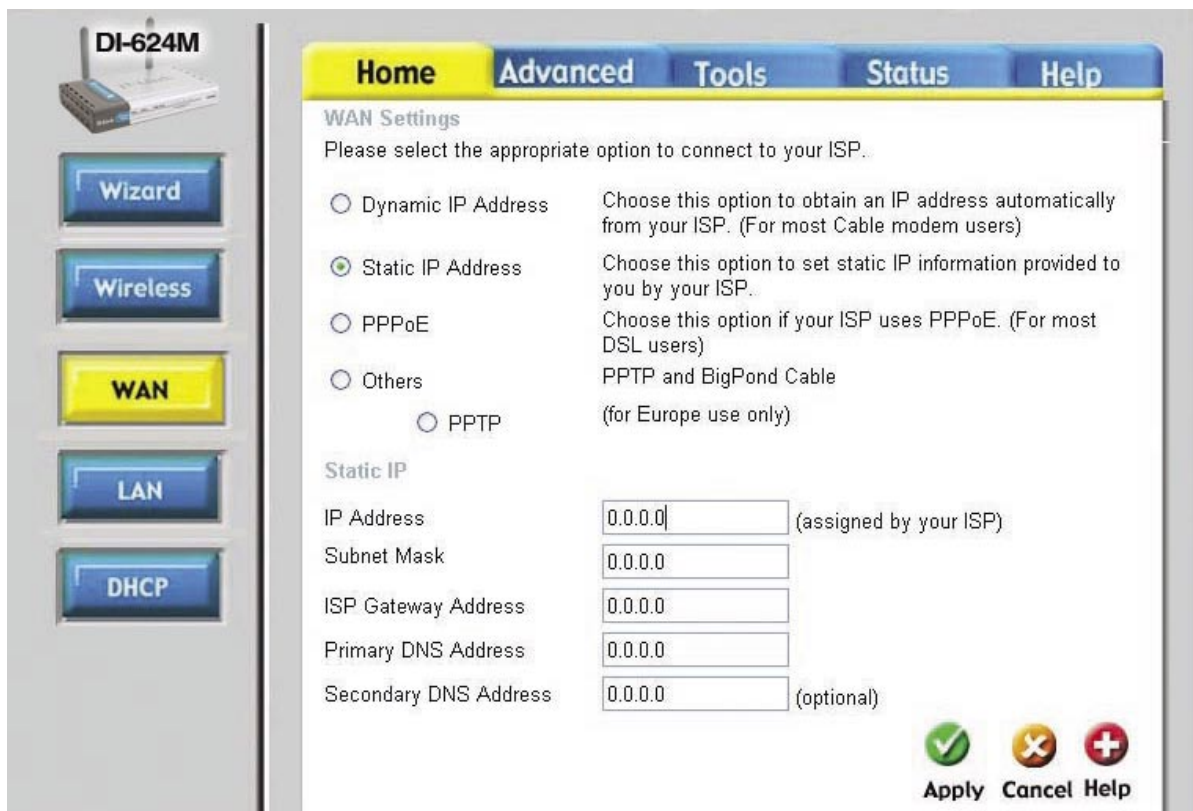 DI-624M
Home
Advanced
Tools
Status
Help
Wizard
Wireless
WAN
LAN
DHCP
WAN Settings
Please select the appropriate option to connect to your ISP.
Dynamic IP Address
Choose this option to obtain an IP address automatically
from your ISP. (For most Cable modem users)
Static IP Address
Choose this option to set static IP information provided to
you by your ISP.
PPPoE
Choose this option if your ISP uses PPPoE. (For most
DSL users)
Others
PPTP and BigPond Cable
PPTP
(for Europe use only)
Static IP
IP Address 0.0.0.0 (assigned by your ISP)
Subnet Mask 0.0.0.0
ISP Gateway Address 0.0.0.0
Primary DNS Address 0.0.0.0
Secondary DNS Address 0.0.0.0 (optional)
Apply Cancel Help